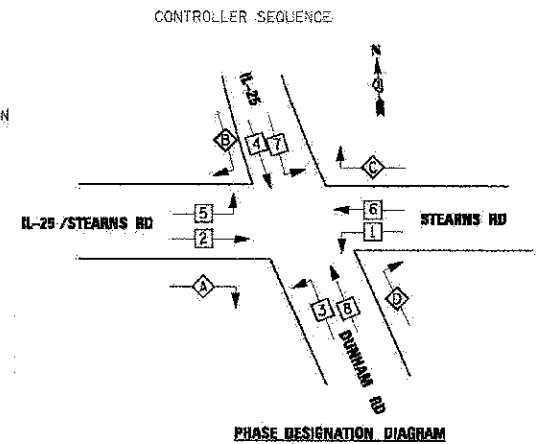 CONTROLLER SEQUENCE
N
N
IL-25
B
4
7
C
IL-25/STEARNS RD
5
2
6
1
STEARNS RD
A
3
8
D
DUNHAM RD
PHASE DESIGNATION DIAGRAM